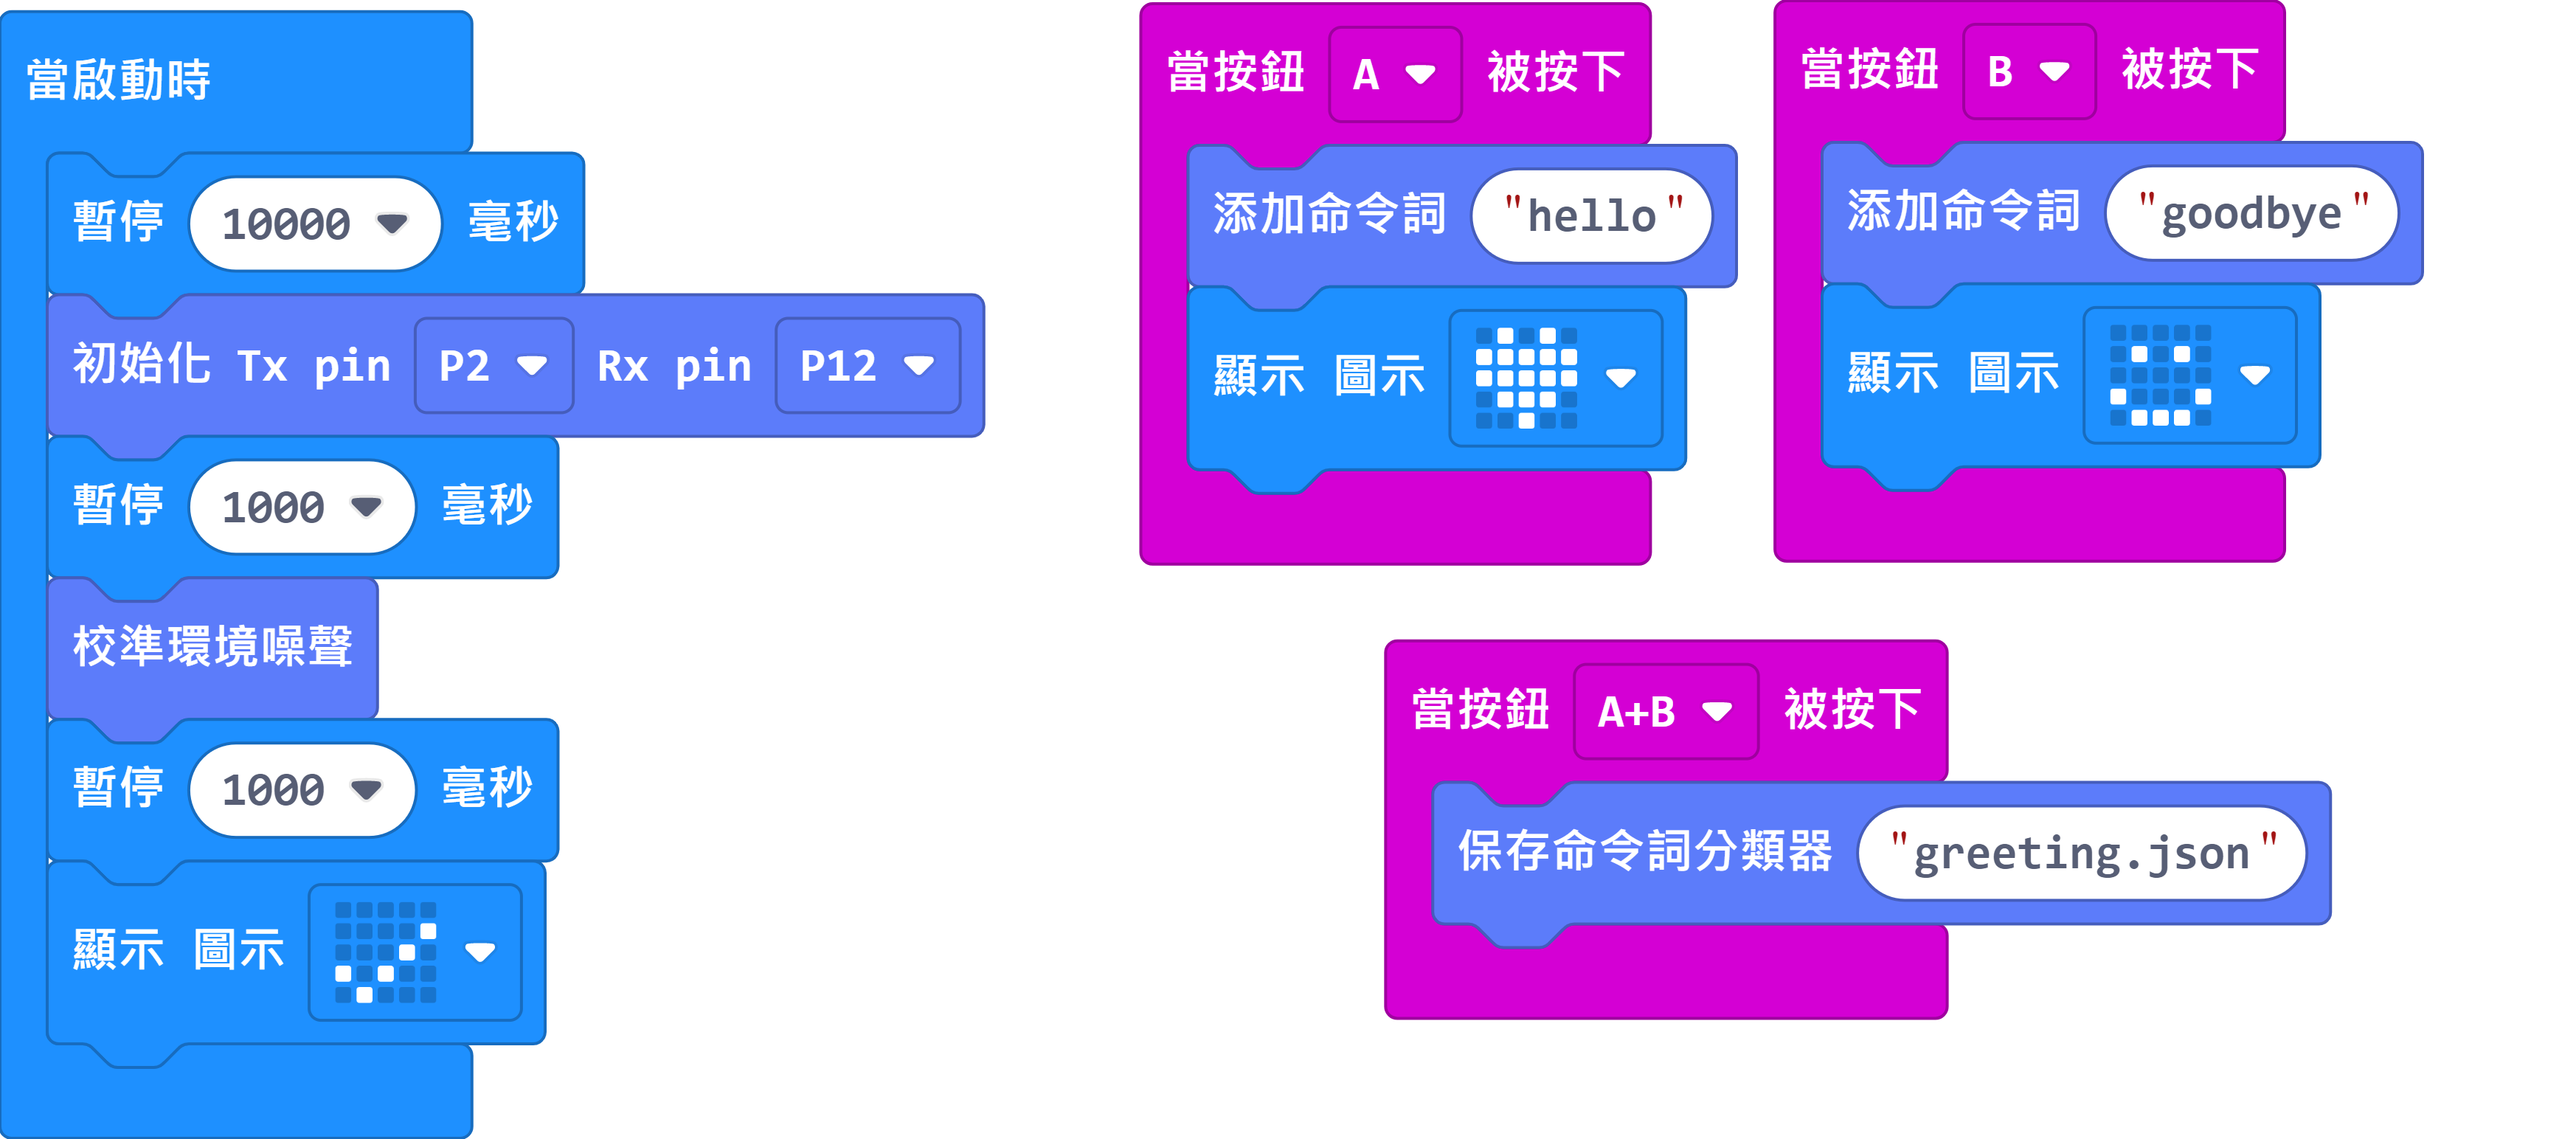 當啟動時
暫停 10000 毫秒
初始化 Tx pin P2 Rx pin P12
暫停 1000 毫秒
校準環境噪聲
暫停 1000 毫秒
顯示 圖示
當按鈕 A 被按下
添加命令詞 "hello"
顯示 圖示
當按鈕 B 被按下
添加命令詞 "goodbye"
顯示 圖示
當按鈕 A+B 被按下
保存命令詞分類器 "greeting.json"